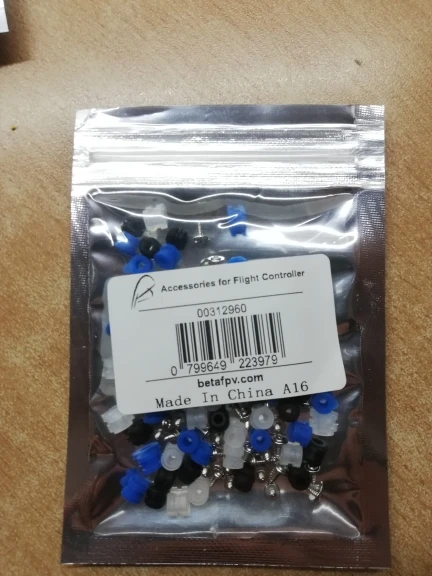 Accessories for Flight Controller
00312960
0 799649 223979
betafpv.com
Made In China A16